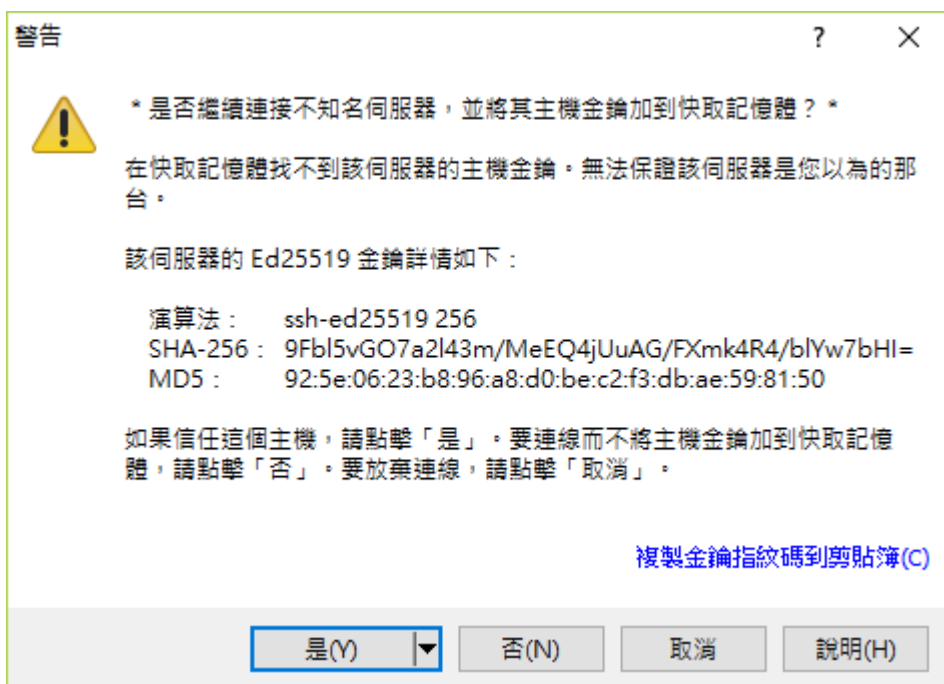 警告
?
* 是否繼續連接不知名伺服器，並將其主機金鑰加到快取記憶體？ *
在快取記憶體找不到該伺服器的主機金鑰。無法保證該伺服器是您以為的那
台。
該伺服器的 Ed25519 金鑰詳情如下：
演算法： ssh-ed25519 256
SHA-256： 9Fbl5vGO7a2l43m/MeEQ4jUuAG/FXmk4R4/blYw7bHI=
MD5： 92:5e:06:23:b8:96:a8:d0:be:c2:f3:db:ae:59:81:50
如果信任這個主機，請點擊「是」。要連線而不將主機金鑰加到快取記憶
體，請點擊「否」。要放棄連線，請點擊「取消」。
複製金鑰指紋碼到剪貼簿(C)
是(Y) 否(N) 取消 說明(H)